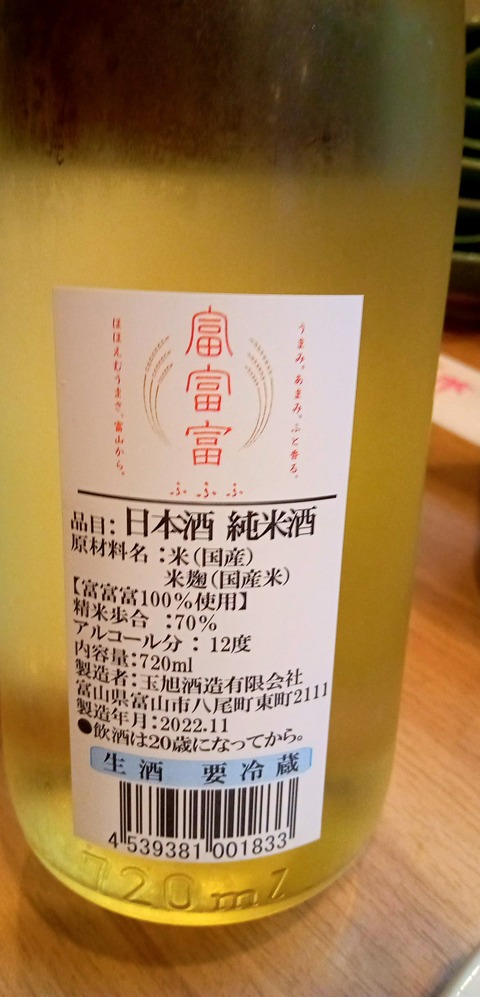 うまみ。あまみ。ふと香る。
ほほえむうまさ、富山から。
富富富
ふふふ
品目：日本酒 純米酒
原材料名：米（国産）
米麹（国産米）
【富富富100％使用】
精米歩合 ：70％
アルコール分 ： 12度
内容量：720ml
製造者：玉旭酒造有限会社
富山県富山市八尾町東町2111
製造年月：2022.11
●飲酒は20歳になってから。
生酒 要冷蔵
4 539381 001833
720ml